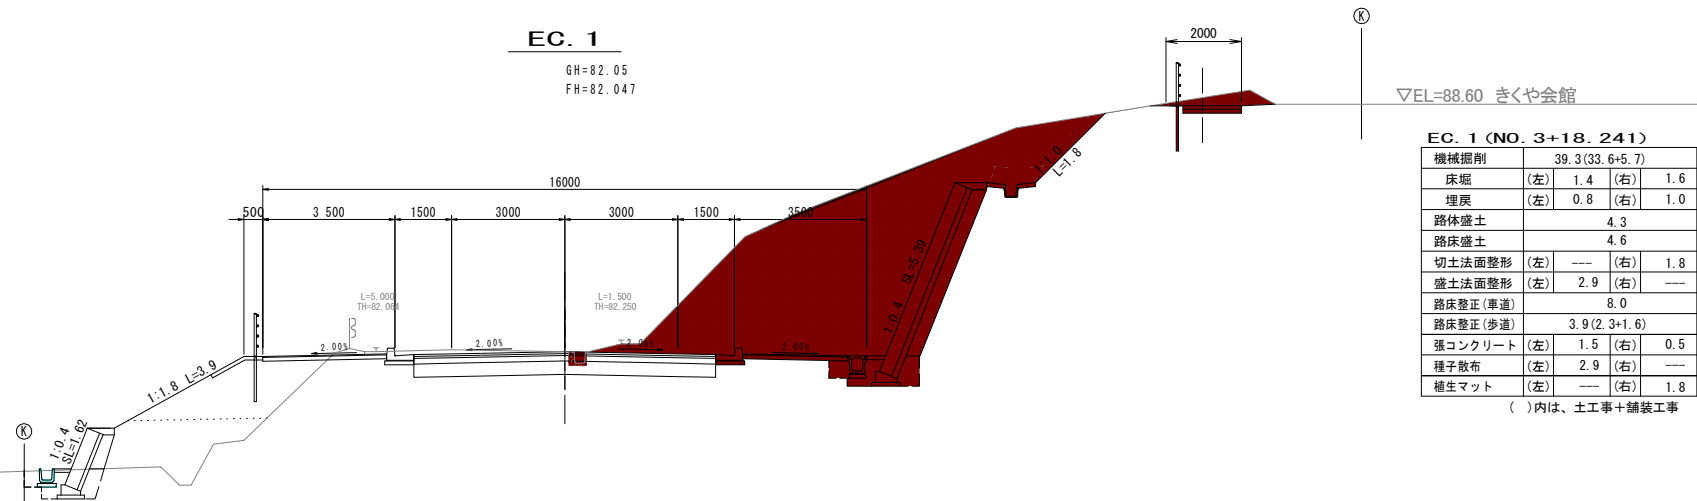 EC. 1
GH=82.05
FH=82.047
Ⓚ
2000
▽EL=88.60 きくや会館
1:1.0
L=1.8
16000
500 3 500 1500 3000 3000 1500 3500
L=5.000
TH=82.064
L=1.500
TH=82.250
2.00% 2.00% 2.00% 2.00%
1:0.4 SL=5.39
1:1.8 L=3.9
1:0.4
SL=1.62
Ⓚ
EC. 1 (NO. 3+18. 241)
機械掘削 39.3(33.6+5.7)
床堀 (左) 1.4 (右) 1.6
埋戻 (左) 0.8 (右) 1.0
路体盛土 4.3
路床盛土 4.6
切土法面整形 (左) --- (右) 1.8
盛土法面整形 (左) 2.9 (右) ---
路床整正(車道) 8.0
路床整正(歩道) 3.9(2.3+1.6)
張コンクリート (左) 1.5 (右) 0.5
種子散布 (左) 2.9 (右) ---
植生マット (左) --- (右) 1.8
( )内は、土工事+舗装工事